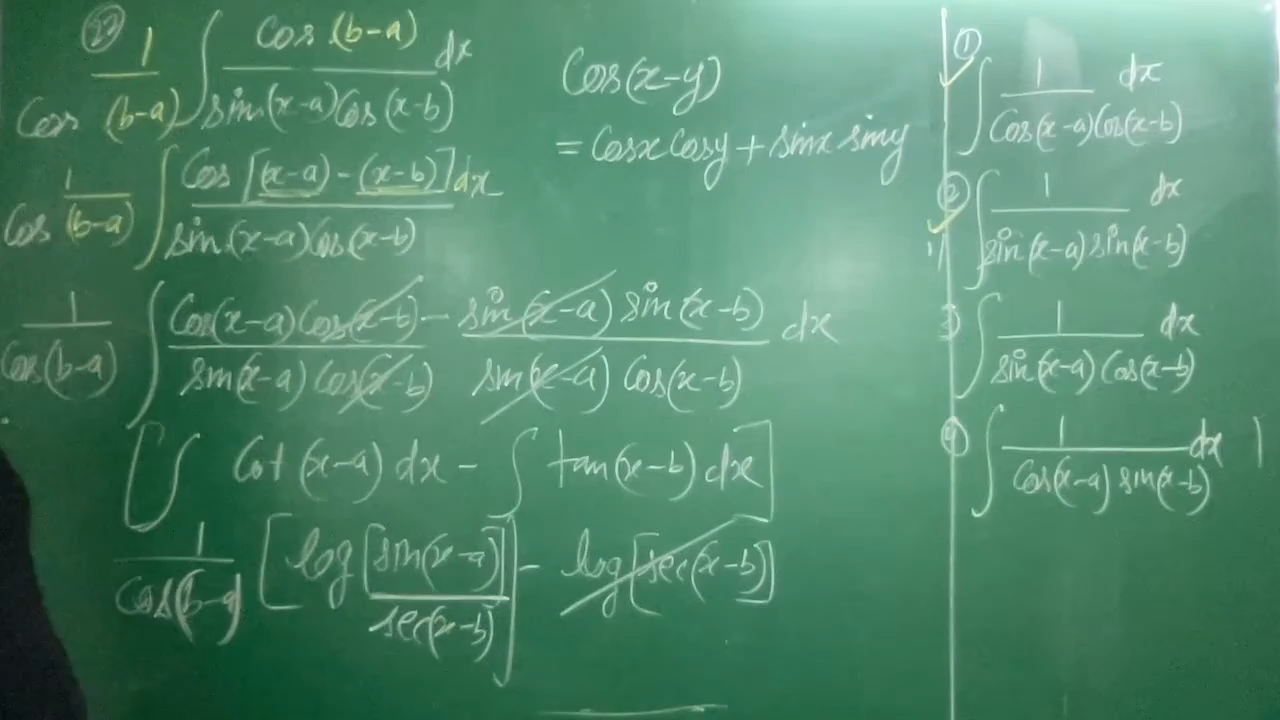 (23) 1/Cos (b-a) ∫ Cos (b-a)/sin(x-a)Cos(x-b) dx
1/Cos (b-a) ∫ Cos [(x-a) - (x-b)]/sin(x-a)Cos(x-b) dx
1/Cos(b-a) ∫ Cos(x-a)Cos(x-b)/sin(x-a) Cos(x-b) - sin(x-a) sin(x-b)/sin(x-a) Cos(x-b) dx
[∫ Cot (x-a) dx - ∫ tan(x-b) dx]
1/Cos(b-a) [log [sin(x-a)/sec(x-b)] - log[sec(x-b)]
Cos(x-y)
= Cosx Cosy + sinx siny
① ∫ 1/Cos(x-a)Cos(x-b) dx
② ∫ 1/sin(x-a) sin(x-b) dx
3) ∫ 1/sin(x-a) Cos(x-b) dx
④ ∫ 1/Cos(x-a) sin(x-b) dx